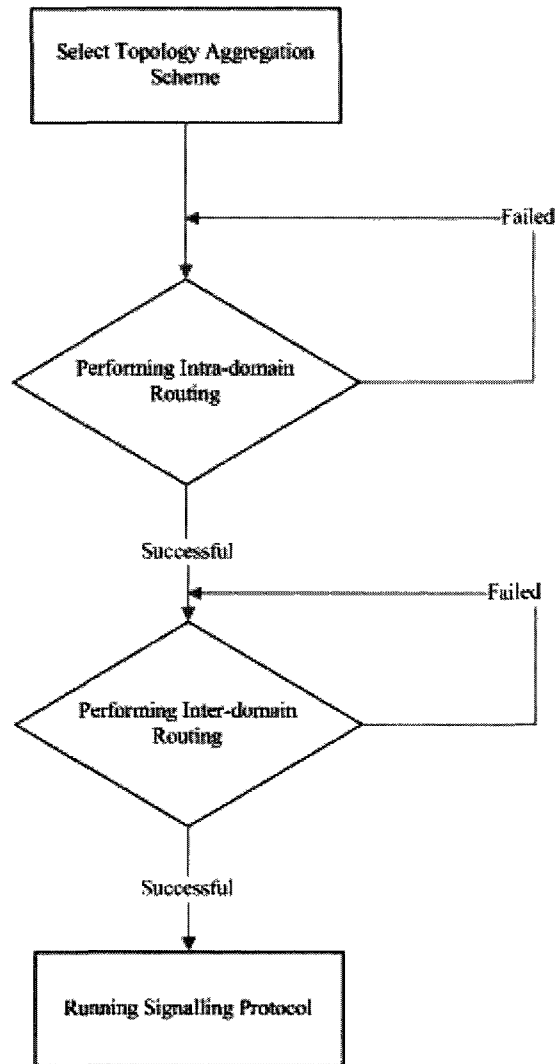 Select Topology Aggregation
Scheme
Failed
Performing Intra-domain
Routing
Successful
Failed
Performing Inter-domain
Routing
Successful
Running Signalling Protocol